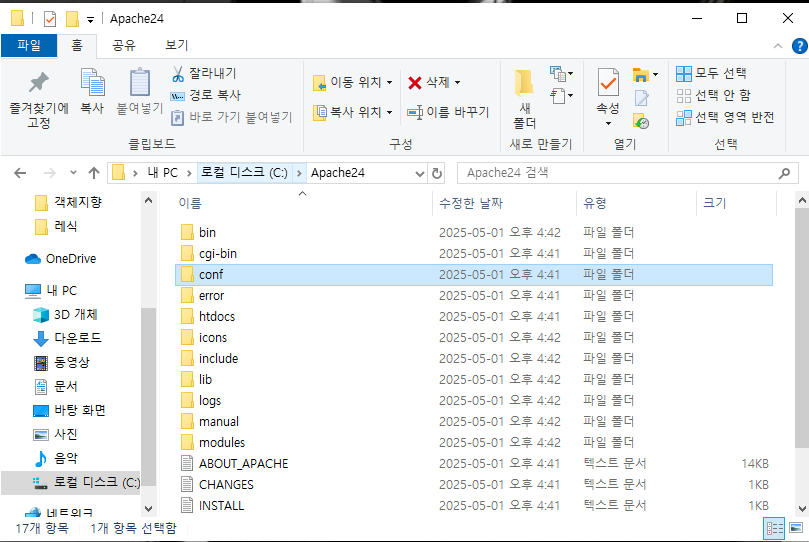 Apache24
파일 홈 공유 보기
즐겨찾기에 고정
복사
붙여넣기
잘라내기
경로 복사
바로 가기 붙여넣기
클립보드
이동 위치
복사 위치
삭제
이름 바꾸기
구성
새 폴더
새로 만들기
속성
열기
모두 선택
선택 안 함
선택 영역 반전
선택
내 PC > 로컬 디스크 (C:) > Apache24
Apache24 검색
객체지향
레식
OneDrive
내 PC
3D 개체
다운로드
동영상
문서
바탕 화면
사진
음악
로컬 디스크 (C:)
네트워크
이름 수정한 날짜 유형 크기
bin 2025-05-01 오후 4:42 파일 폴더
cgi-bin 2025-05-01 오후 4:41 파일 폴더
conf 2025-05-01 오후 4:41 파일 폴더
error 2025-05-01 오후 4:41 파일 폴더
htdocs 2025-05-01 오후 4:41 파일 폴더
icons 2025-05-01 오후 4:42 파일 폴더
include 2025-05-01 오후 4:42 파일 폴더
lib 2025-05-01 오후 4:42 파일 폴더
logs 2025-05-01 오후 4:42 파일 폴더
manual 2025-05-01 오후 4:42 파일 폴더
modules 2025-05-01 오후 4:42 파일 폴더
ABOUT_APACHE 2025-05-01 오후 4:41 텍스트 문서 14KB
CHANGES 2025-05-01 오후 4:41 텍스트 문서 1KB
INSTALL 2025-05-01 오후 4:41 텍스트 문서 1KB
17개 항목 1개 항목 선택함